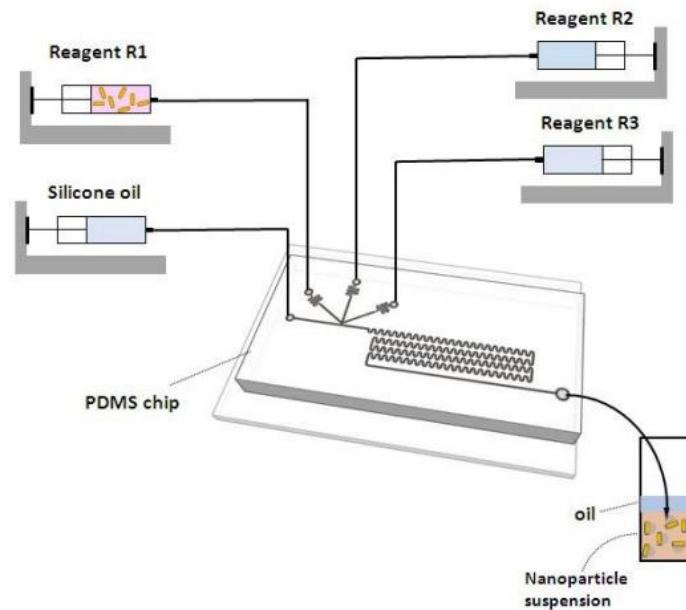 Reagent R2
Reagent R1
Reagent R3
Silicone oil
PDMS chip
oil
Nanoparticle
suspension